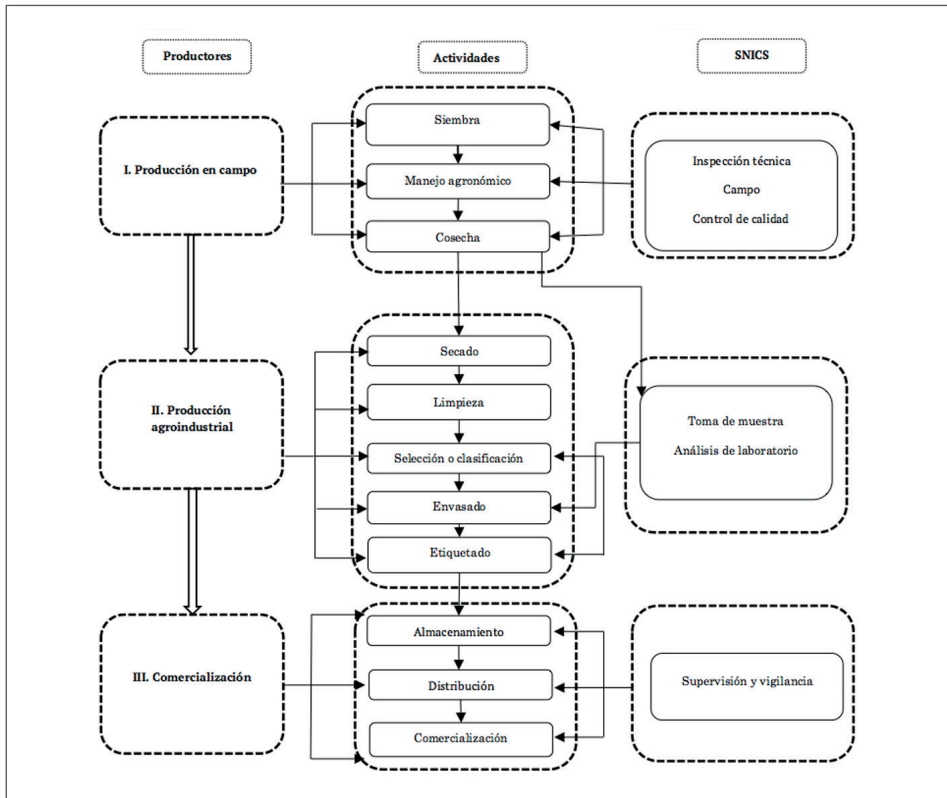 Productores
Actividades
SNICS
I. Producción en campo
Siembra
Manejo agronómico
Cosecha
Inspección técnica
Campo
Control de calidad
II. Producción
agroindustrial
Secado
Limpieza
Selección o clasificación
Envasado
Etiquetado
Toma de muestra
Análisis de laboratorio
III. Comercialización
Almacenamiento
Distribución
Comercialización
Supervisión y vigilancia